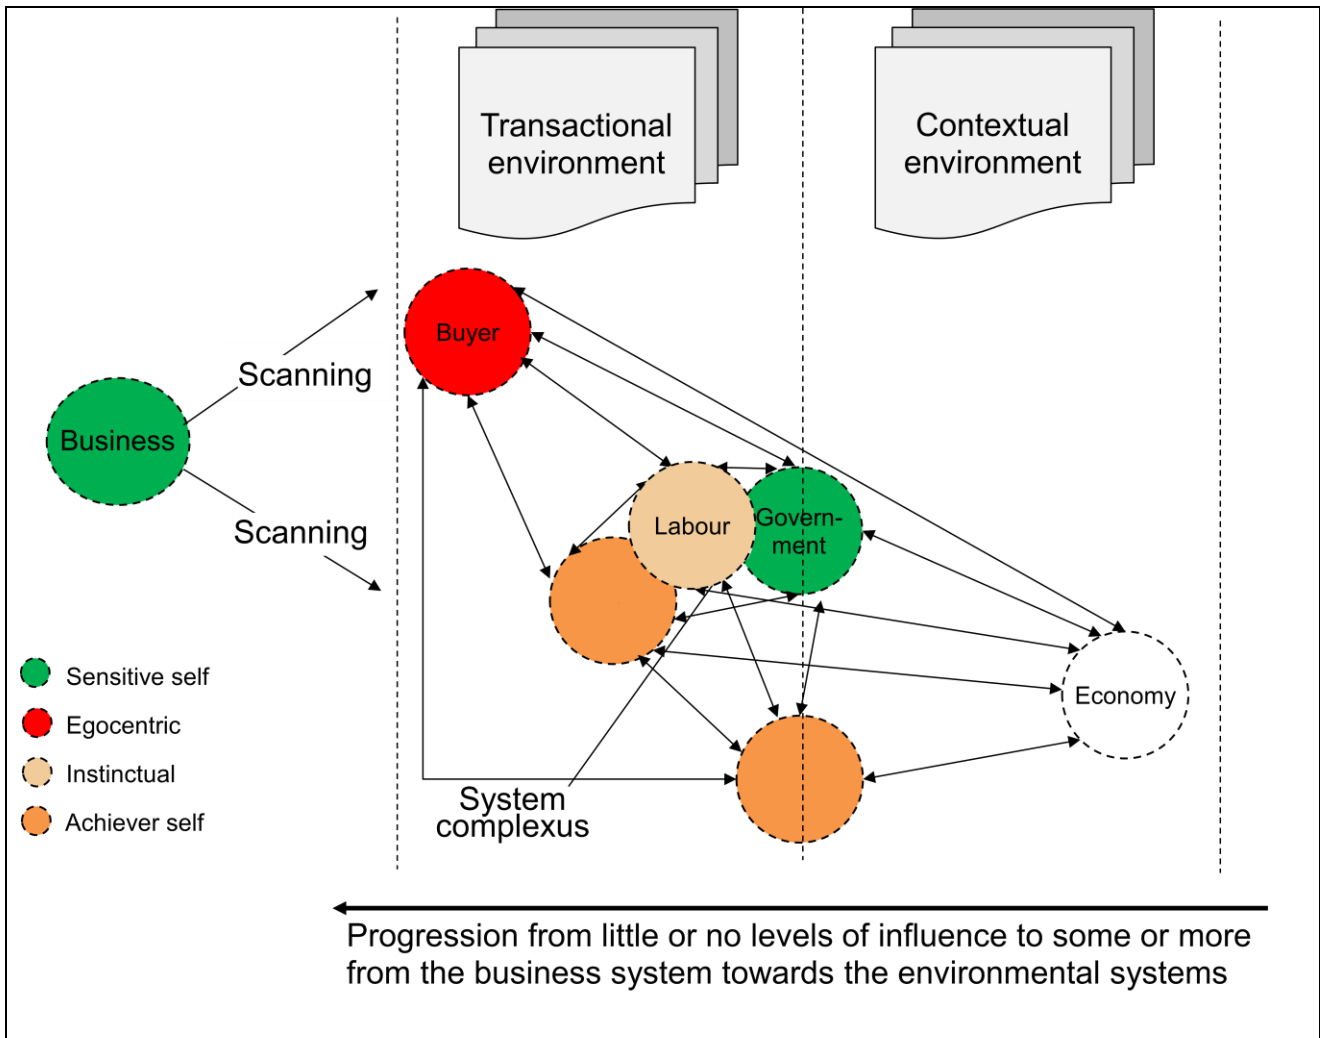 Transactional
environment
Contextual
environment
Buyer
Scanning
Business
Scanning
Labour
Govern-
ment
Economy
Sensitive self
Egocentric
Instinctual
Achiever self
System
complexus
Progression from little or no levels of influence to some or more
from the business system towards the environmental systems